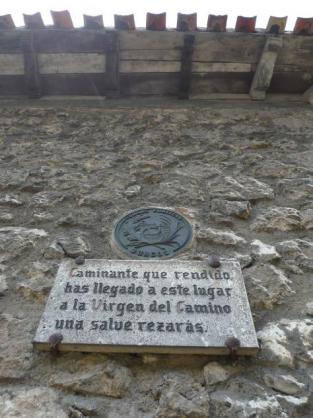 Caminante que rendido,
has llegado a este lugar
a la Virgen del Camino
una salve rezarás.